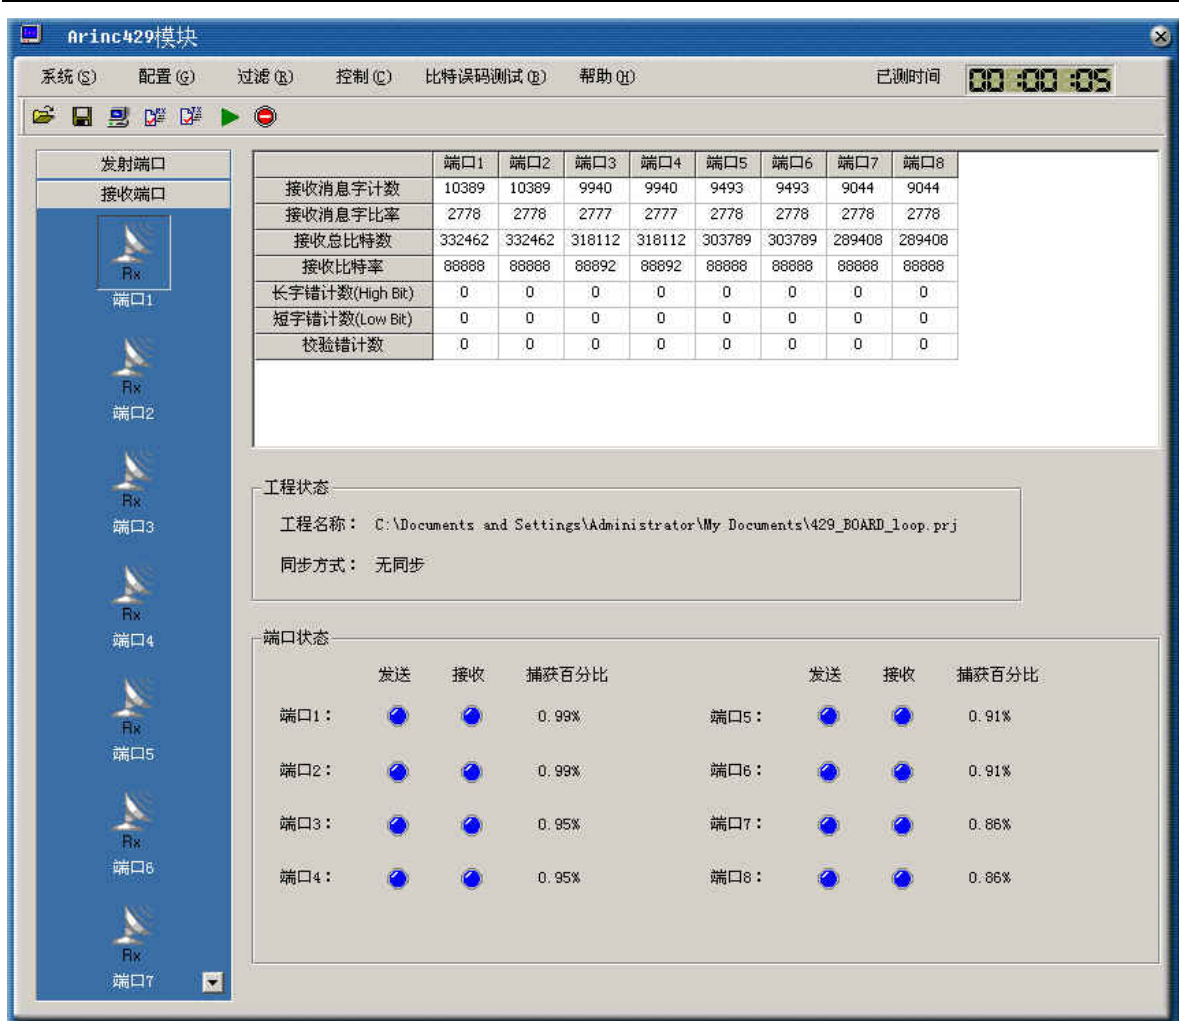 Arinc429模块
系统(S) 配置(G) 过滤(R) 控制(C) 比特误码测试(B) 帮助(H) 已测时间 00:00:05
发射端口
接收端口
Rx
端口1
Rx
端口2
Rx
端口3
Rx
端口4
Rx
端口5
Rx
端口6
Rx
端口7
端口1 端口2 端口3 端口4 端口5 端口6 端口7 端口8
接收消息字计数 10389 10389 9940 9940 9493 9493 9044 9044
接收消息字比率 2778 2778 2777 2777 2778 2778 2778 2778
接收总比特数 332462 332462 318112 318112 303789 303789 289408 289408
接收比特率 88888 88888 88892 88892 88888 88888 88888 88888
长字错计数(High Bit) 0 0 0 0 0 0 0 0
短字错计数(Low Bit) 0 0 0 0 0 0 0 0
校验错计数 0 0 0 0 0 0 0 0
工程状态
工程名称： C:\Documents and Settings\Administrator\My Documents\429_BOARD_loop.prj
同步方式： 无同步
端口状态
发送 接收 捕获百分比 发送 接收 捕获百分比
端口1： 0.99% 端口5： 0.91%
端口2： 0.99% 端口6： 0.91%
端口3： 0.95% 端口7： 0.86%
端口4： 0.95% 端口8： 0.86%